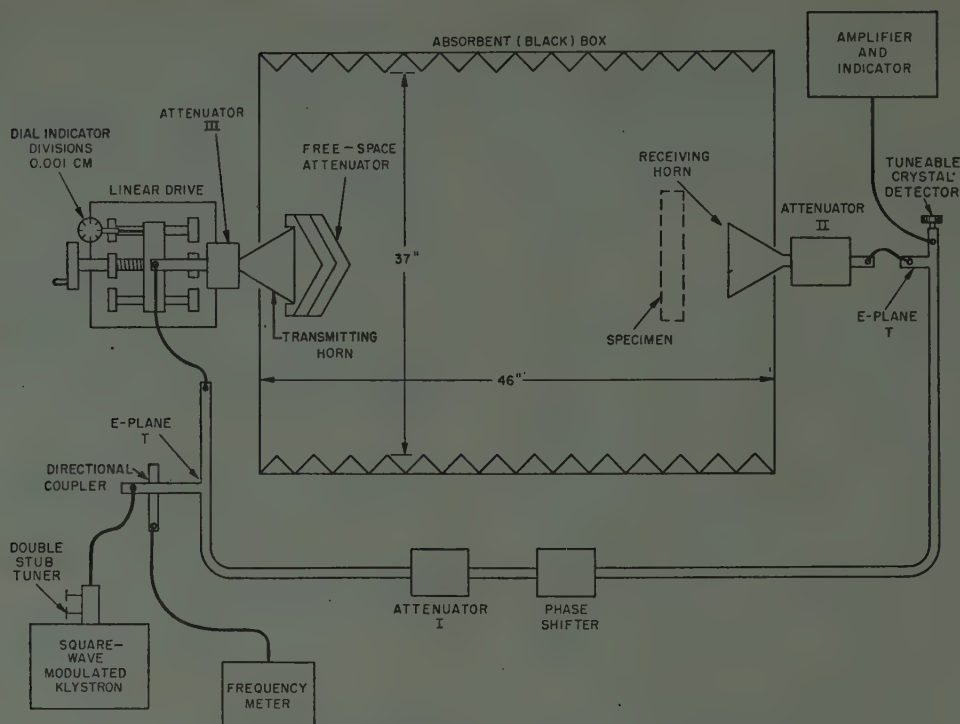 ABSORBENT (BLACK) BOX
AMPLIFIER
AND
INDICATOR
ATTENUATOR
III
DIAL INDICATOR
DIVISIONS
0.001 CM
FREE-SPACE
ATTENUATOR
RECEIVING
HORN
TUNEABLE
CRYSTAL
DETECTOR
LINEAR DRIVE
ATTENUATOR
II
37"
TRANSMITTING
HORN
SPECIMEN
E-PLANE
T
46"
E-PLANE
T
DIRECTIONAL
COUPLER
DOUBLE
STUB
TUNER
ATTENUATOR
I
PHASE
SHIFTER
SQUARE-
WAVE
MODULATED
KLYSTRON
FREQUENCY
METER